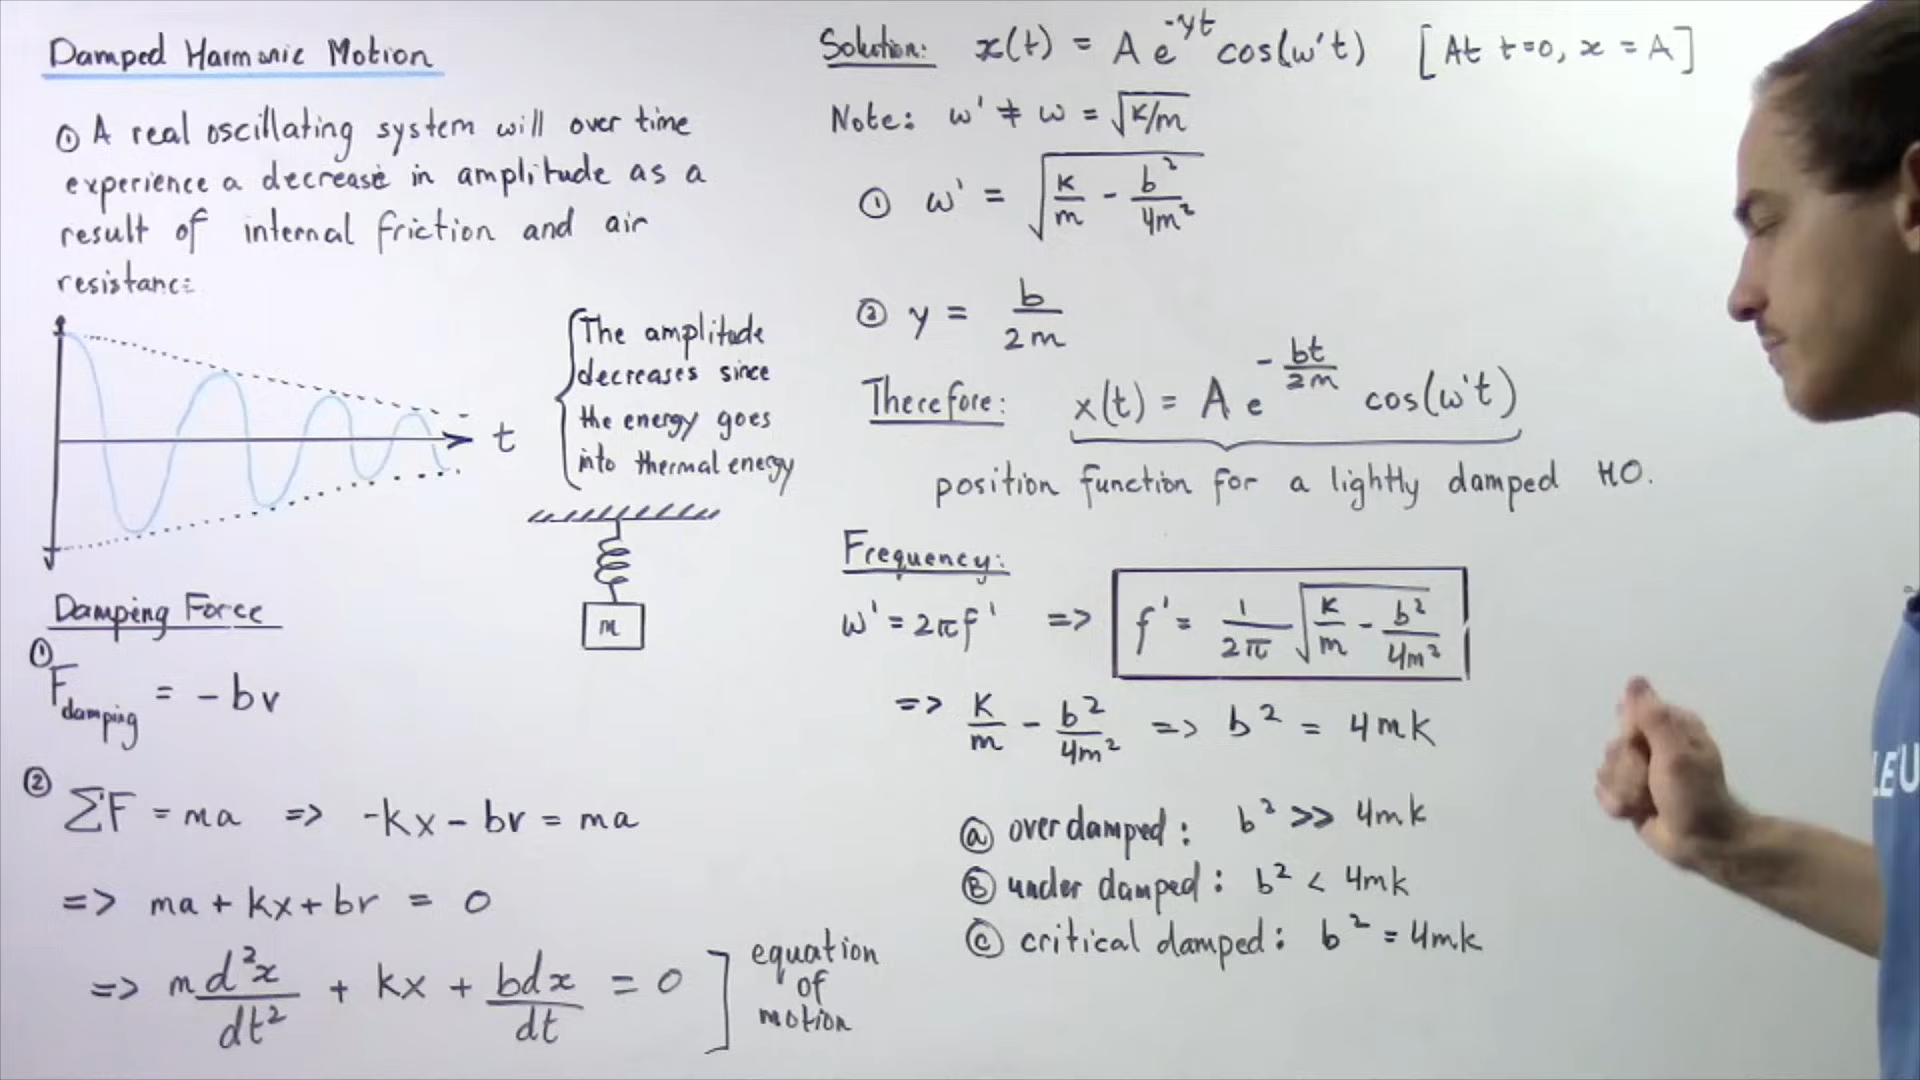 Damped Harmonic Motion
① A real oscillating system will over time
experience a decrease in amplitude as a
result of internal friction and air
resistance:
t
{ The amplitude
decreases since
the energy goes
into thermal energy
m
Damping Force
① F_damping = -bv
② ΣF = ma => -kx - bv = ma
=> ma + kx + bv = 0
=> m d²x/dt² + kx + b dx/dt = 0 ] equation
of
motion
Solution: x(t) = A e^(-γt) cos(ω't) [At t=0, x = A]
Note: ω' ≠ ω = √(k/m)
① ω' = √(k/m - b²/4m²)
② γ = b/2m
Therefore: x(t) = A e^(-bt/2m) cos(ω't)
position function for a lightly damped HO.
Frequency:
ω' = 2πf' => f' = 1/2π √(k/m - b²/4m²)
=> k/m - b²/4m² => b² = 4mk
ⓐ over damped: b² >> 4mk
Ⓑ under damped: b² < 4mk
ⓒ critical damped: b² = 4mk
LEU